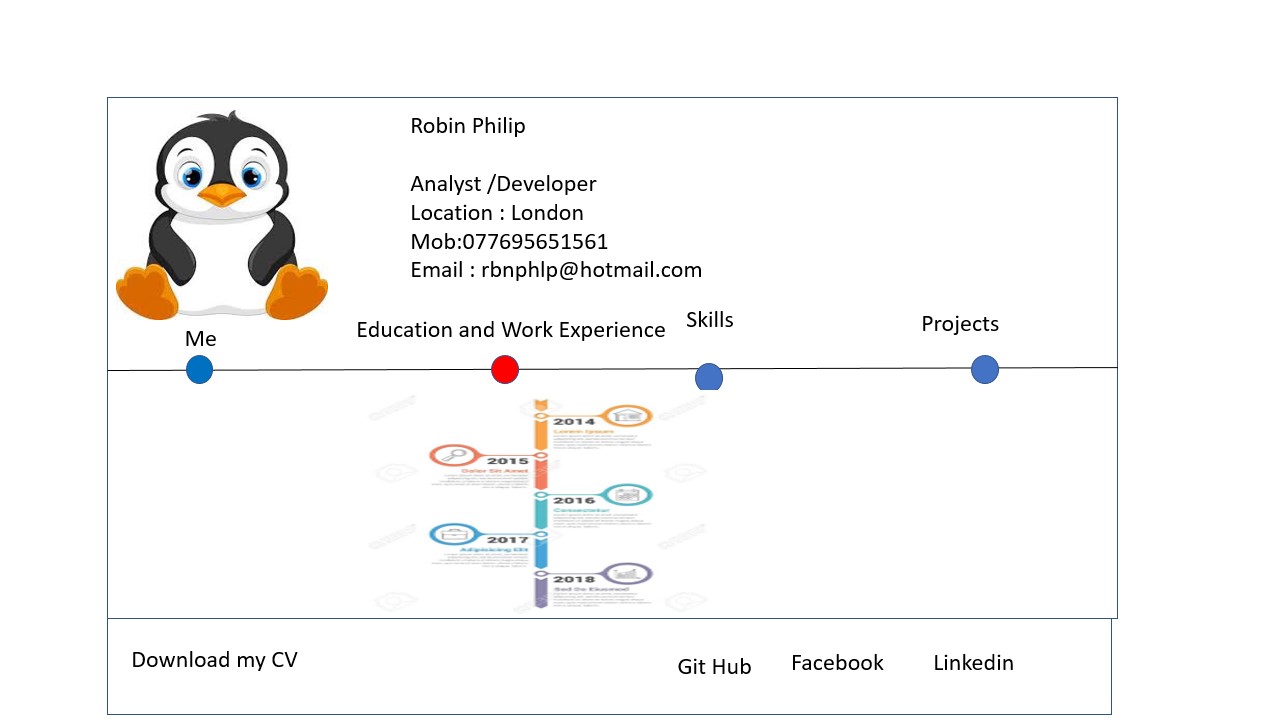 Robin Philip
Analyst /Developer
Location : London
Mob:077695651561
Email : rbnphlp@hotmail.com
Me
Education and Work Experience
Skills
Projects
2014
Lorem Ipsum
2015
Dolor Sit Amet
2016
Consectetur
2017
Adipiscing Elit
2018
Sed Do Eiusmod
Download my CV
Git Hub
Facebook
Linkedin